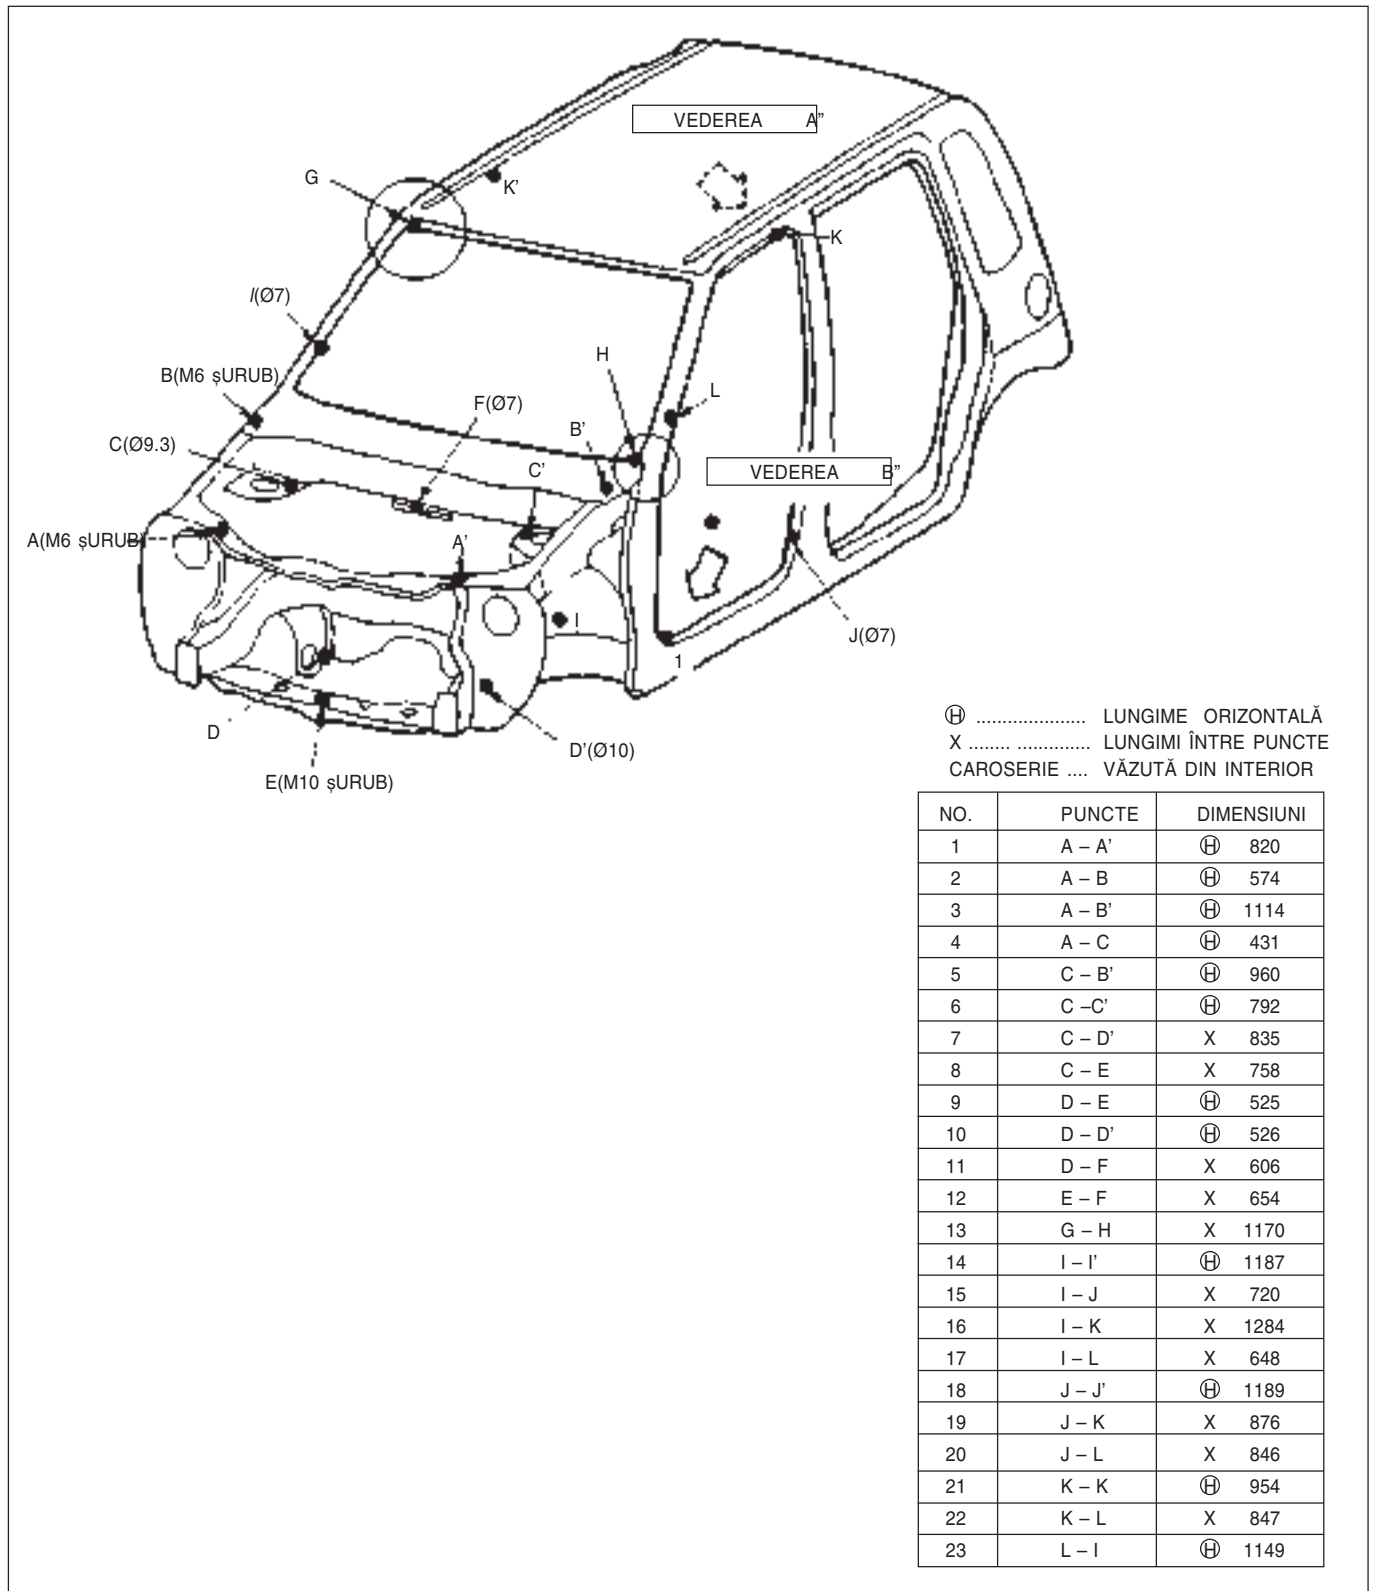 VEDEREA A”
G
K’
K
I(Ø7)
H
B(M6 șURUB)
L
F(Ø7)
B’
C(Ø9.3)
C’
VEDEREA B”
A(M6 șURUB)
A’
I
J(Ø7)
1
D
D’(Ø10)
E(M10 șURUB)
Ⓗ ..................... LUNGIME ORIZONTALĂ
X ........ .............. LUNGIMI ÎNTRE PUNCTE
CAROSERIE .... VĂZUTĂ DIN INTERIOR
NO. PUNCTE DIMENSIUNI
1 A – A’ Ⓗ 820
2 A – B Ⓗ 574
3 A – B’ Ⓗ 1114
4 A – C Ⓗ 431
5 C – B’ Ⓗ 960
6 C –C’ Ⓗ 792
7 C – D’ X 835
8 C – E X 758
9 D – E Ⓗ 525
10 D – D’ Ⓗ 526
11 D – F X 606
12 E – F X 654
13 G – H X 1170
14 I – I’ Ⓗ 1187
15 I – J X 720
16 I – K X 1284
17 I – L X 648
18 J – J’ Ⓗ 1189
19 J – K X 876
20 J – L X 846
21 K – K Ⓗ 954
22 K – L X 847
23 L – I Ⓗ 1149